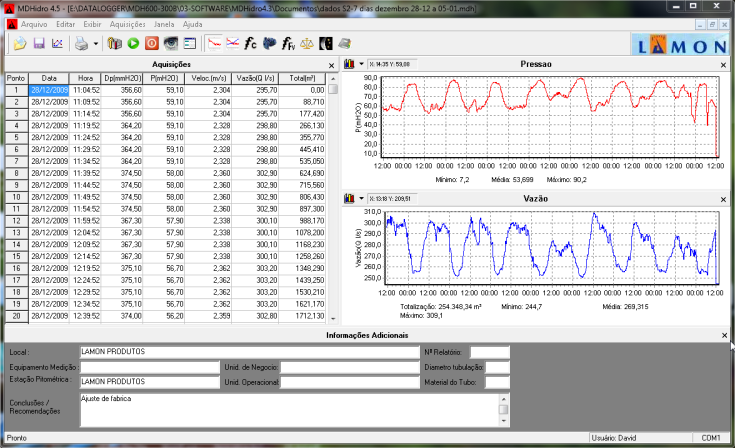 MDHidro 4.5 - [E:\DATALOGGER\MDH600-3008\03-SOFTWARE\MDHidro4.3\Documentos\dados S2-7 dias dezembro 28-12 a 05-01.mdh]
Arquivo Editar Exibir Aquisições Janela Ajuda
LAMON
Aquisições
Ponto Data Hora Dp(mmH2O) P(mH2O) Veloc.(m/s) Vazão(Q l/s) Total(m³)
1 28/12/2009 11:04:52 356,60 59,10 2,304 295,70 0,00
2 28/12/2009 11:09:52 356,60 59,10 2,304 295,70 88,710
3 28/12/2009 11:14:52 356,60 59,10 2,304 295,70 177,420
4 28/12/2009 11:19:52 364,20 59,10 2,328 298,80 266,130
5 28/12/2009 11:24:52 364,20 59,10 2,328 298,80 355,770
6 28/12/2009 11:29:52 364,20 59,10 2,328 298,80 445,410
7 28/12/2009 11:34:52 364,20 59,10 2,328 298,80 535,050
8 28/12/2009 11:39:52 374,50 58,00 2,360 302,90 624,690
9 28/12/2009 11:44:52 374,50 58,00 2,360 302,90 715,560
10 28/12/2009 11:49:52 374,50 58,00 2,360 302,90 806,430
11 28/12/2009 11:54:52 374,50 58,00 2,360 302,90 897,300
12 28/12/2009 11:59:52 367,30 57,90 2,338 300,10 988,170
13 28/12/2009 12:04:52 367,30 57,90 2,338 300,10 1078,200
14 28/12/2009 12:09:52 367,30 57,90 2,338 300,10 1168,230
15 28/12/2009 12:14:52 367,30 57,90 2,338 300,10 1258,260
16 28/12/2009 12:19:52 375,10 56,70 2,362 303,20 1348,290
17 28/12/2009 12:24:52 375,10 56,70 2,362 303,20 1439,250
18 28/12/2009 12:29:52 375,10 56,70 2,362 303,20 1530,210
19 28/12/2009 12:34:52 375,10 56,70 2,362 303,20 1621,170
20 28/12/2009 12:39:52 374,00 56,20 2,359 302,80 1712,130
X: 14:35 Y: 59,00
Pressao
P(mH2O)
90,0
80,0
70,0
60,0
50,0
40,0
30,0
20,0
10,0
12:00 00:00 12:00 00:00 12:00 00:00 12:00 00:00 12:00 00:00 12:00 00:00 12:00 00:00 12:00 00:00 12:00
Mínimo: 7,2 Média: 53,699 Máximo: 90,2
X: 13:18 Y: 209,51
Vazão
Vazão(Q l/s)
310,0
300,0
290,0
280,0
270,0
260,0
250,0
12:00 00:00 12:00 00:00 12:00 00:00 12:00 00:00 12:00 00:00 12:00 00:00 12:00 00:00 12:00 00:00 12:00
Totalização: 254.348,34 m³ Mínimo: 244,7 Média: 269,315
Máximo: 309,1
Informações Adicionais
Local : LAMON PRODUTOS Nº Relatório:
Equipamento Medição : Unid. de Negocio: Diametro tubulação:
Estação Pitométrica : LAMON PRODUTOS Unid. Operacional: Material do Tubo:
Conclusões / Recomendações
Ajuste de fabrica
Pronto Usuário: David COM1